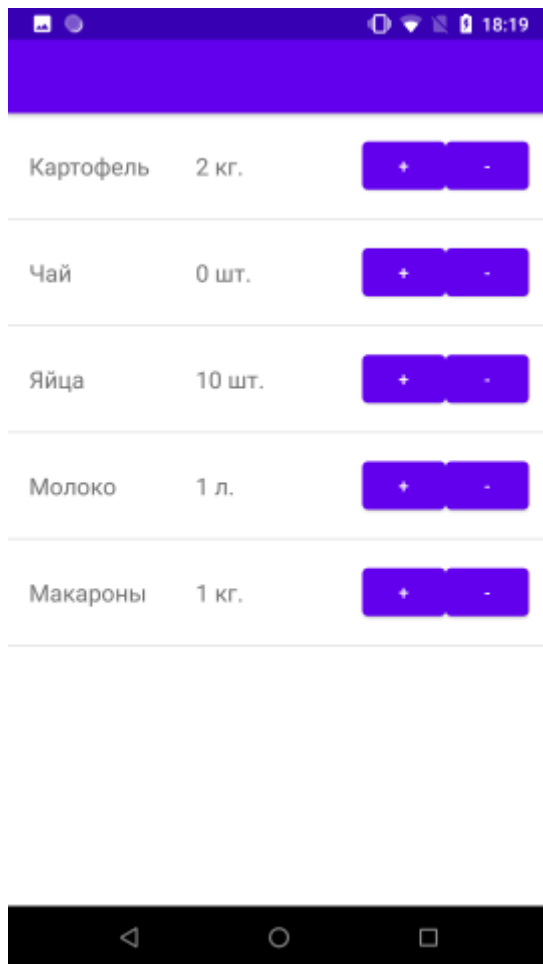 18:19
Картофель 2 кг. + -
Чай 0 шт. + -
Яйца 10 шт. + -
Молоко 1 л. + -
Макароны 1 кг. + -